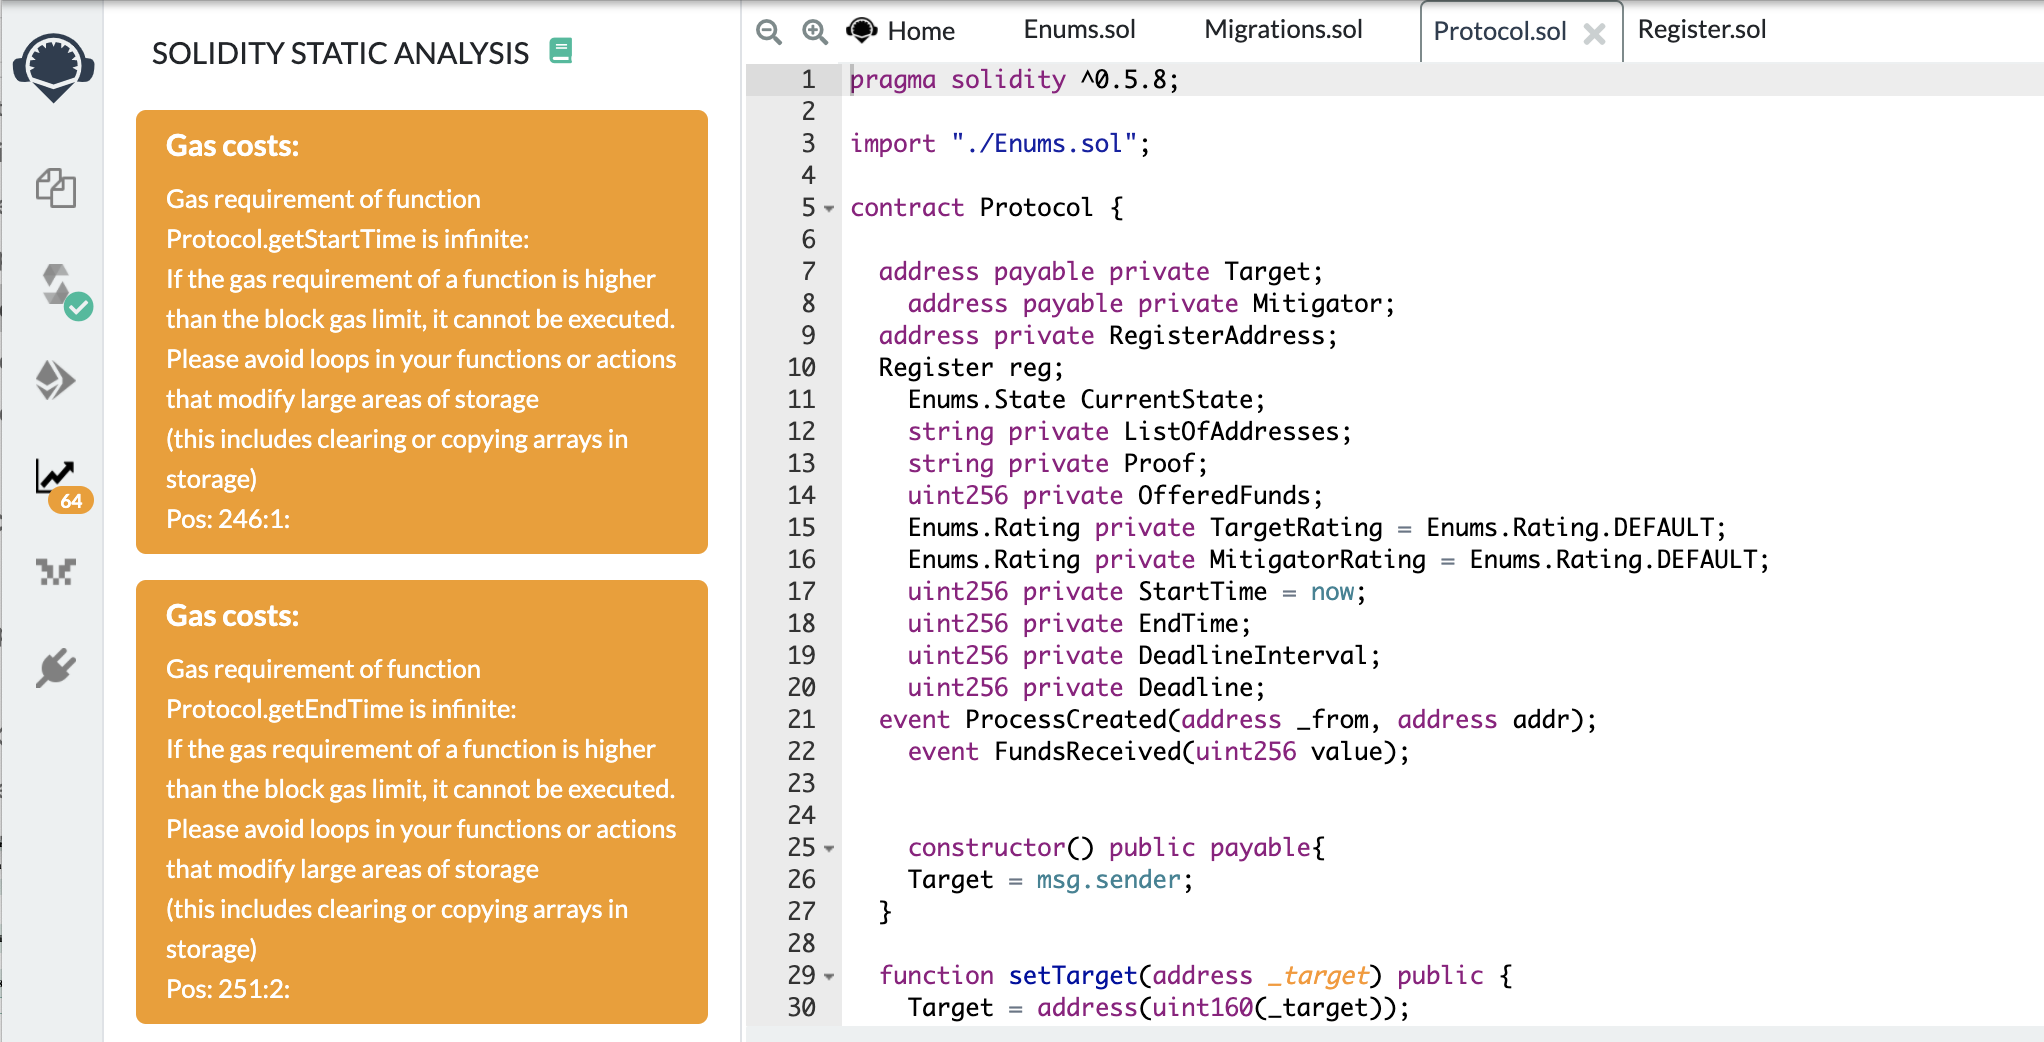 SOLIDITY STATIC ANALYSIS
Gas costs:
Gas requirement of function
Protocol.getStartTime is infinite:
If the gas requirement of a function is higher
than the block gas limit, it cannot be executed.
Please avoid loops in your functions or actions
that modify large areas of storage
(this includes clearing or copying arrays in
storage)
Pos: 246:1:
Gas costs:
Gas requirement of function
Protocol.getEndTime is infinite:
If the gas requirement of a function is higher
than the block gas limit, it cannot be executed.
Please avoid loops in your functions or actions
that modify large areas of storage
(this includes clearing or copying arrays in
storage)
Pos: 251:2:
64
Home Enums.sol Migrations.sol Protocol.sol Register.sol
1 pragma solidity ^0.5.8;
2
3 import "./Enums.sol";
4
5 contract Protocol {
6
7 address payable private Target;
8 address payable private Mitigator;
9 address private RegisterAddress;
10 Register reg;
11 Enums.State CurrentState;
12 string private ListOfAddresses;
13 string private Proof;
14 uint256 private OfferedFunds;
15 Enums.Rating private TargetRating = Enums.Rating.DEFAULT;
16 Enums.Rating private MitigatorRating = Enums.Rating.DEFAULT;
17 uint256 private StartTime = now;
18 uint256 private EndTime;
19 uint256 private DeadlineInterval;
20 uint256 private Deadline;
21 event ProcessCreated(address _from, address addr);
22 event FundsReceived(uint256 value);
23
24
25 constructor() public payable{
26 Target = msg.sender;
27 }
28
29 function setTarget(address _target) public {
30 Target = address(uint160(_target));